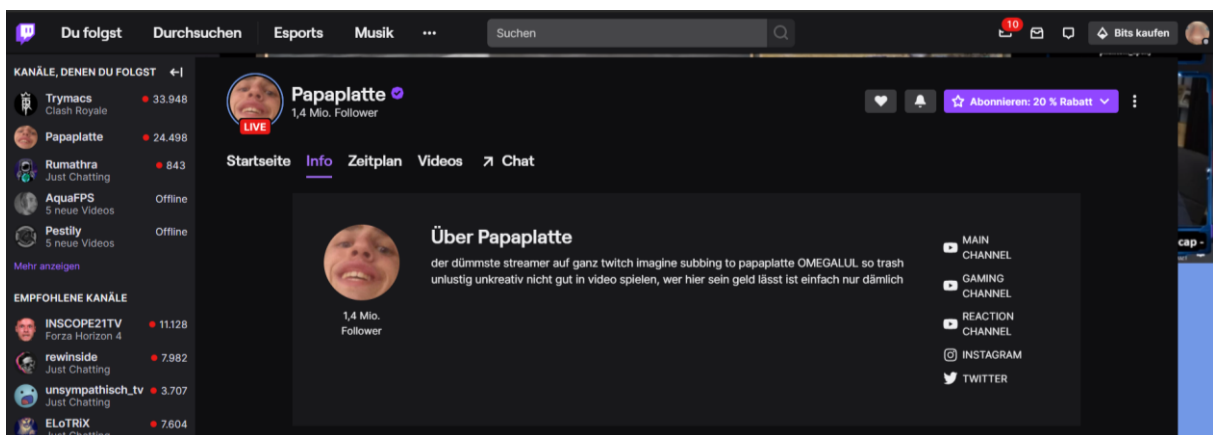 Du folgst Durchsuchen Esports Musik ••• Suchen 10 Bits kaufen
KANÄLE, DENEN DU FOLGST
Trymacs 33.948
Clash Royale
Papaplatte 24.498
Rumathra 843
Just Chatting
AquaFPS Offline
5 neue Videos
Pestily Offline
5 neue Videos
Mehr anzeigen
EMPFOHLENE KANÄLE
INSCOPE21TV 11.128
Forza Horizon 4
rewinside 7.982
Just Chatting
unsympathisch_tv 3.707
Just Chatting
ELoTRiX 7.604
Just Chatting
Papaplatte
1,4 Mio. Follower
LIVE
Abonnieren: 20 % Rabatt
Startseite Info Zeitplan Videos Chat
1,4 Mio.
Follower
Über Papaplatte
der dümmste streamer auf ganz twitch imagine subbing to papaplatte OMEGALUL so trash
unlustig unkreativ nicht gut in video spielen, wer hier sein geld lässt ist einfach nur dämlich
MAIN
CHANNEL
GAMING
CHANNEL
REACTION
CHANNEL
INSTAGRAM
TWITTER
cap -